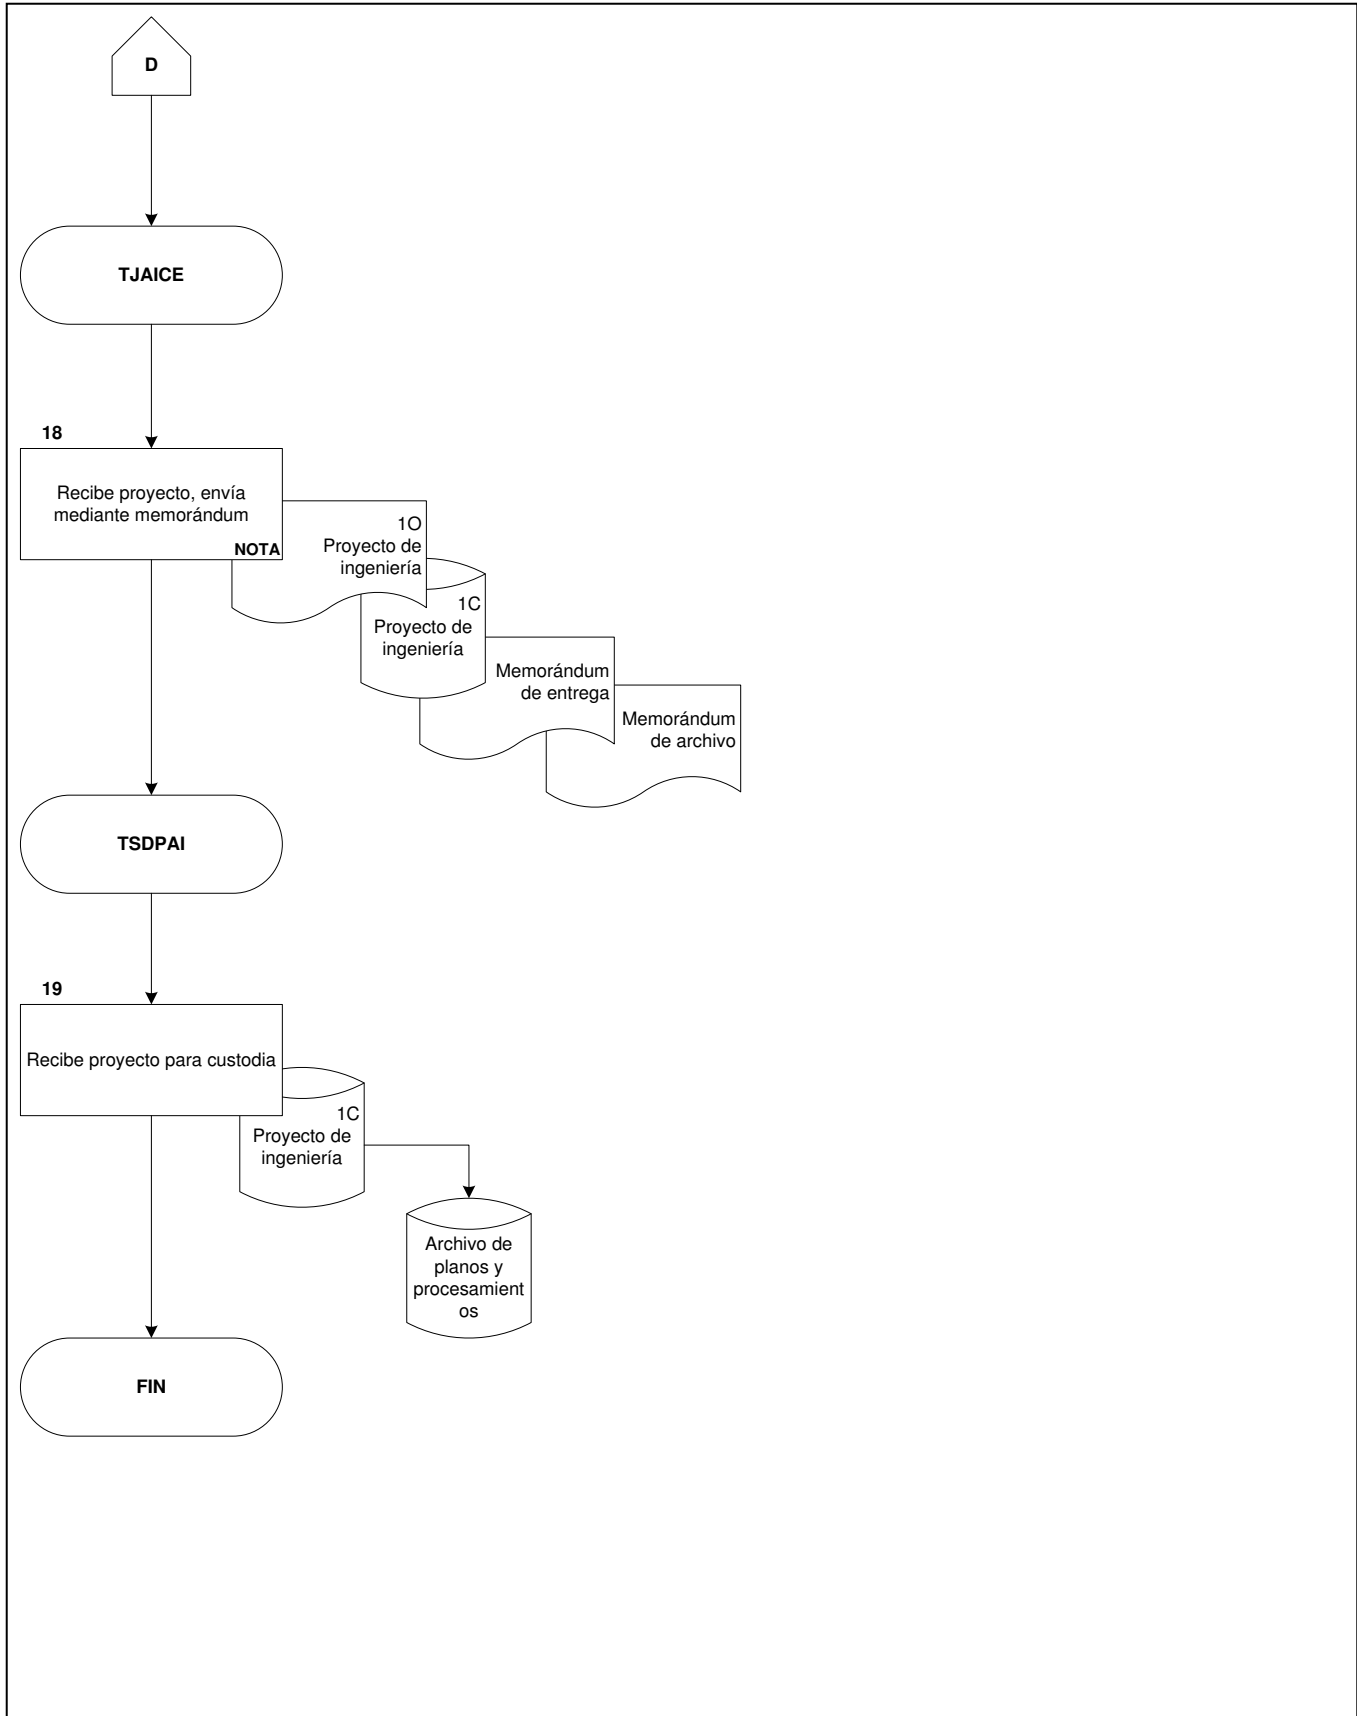 D
TJAICE
18
Recibe proyecto, envía
mediante memorándum
NOTA
1O
Proyecto de
ingeniería
1C
Proyecto de
ingeniería
Memorándum
de entrega
Memorándum
de archivo
TSDPAI
19
Recibe proyecto para custodia
1C
Proyecto de
ingeniería
Archivo de
planos y
procesamient
os
FIN